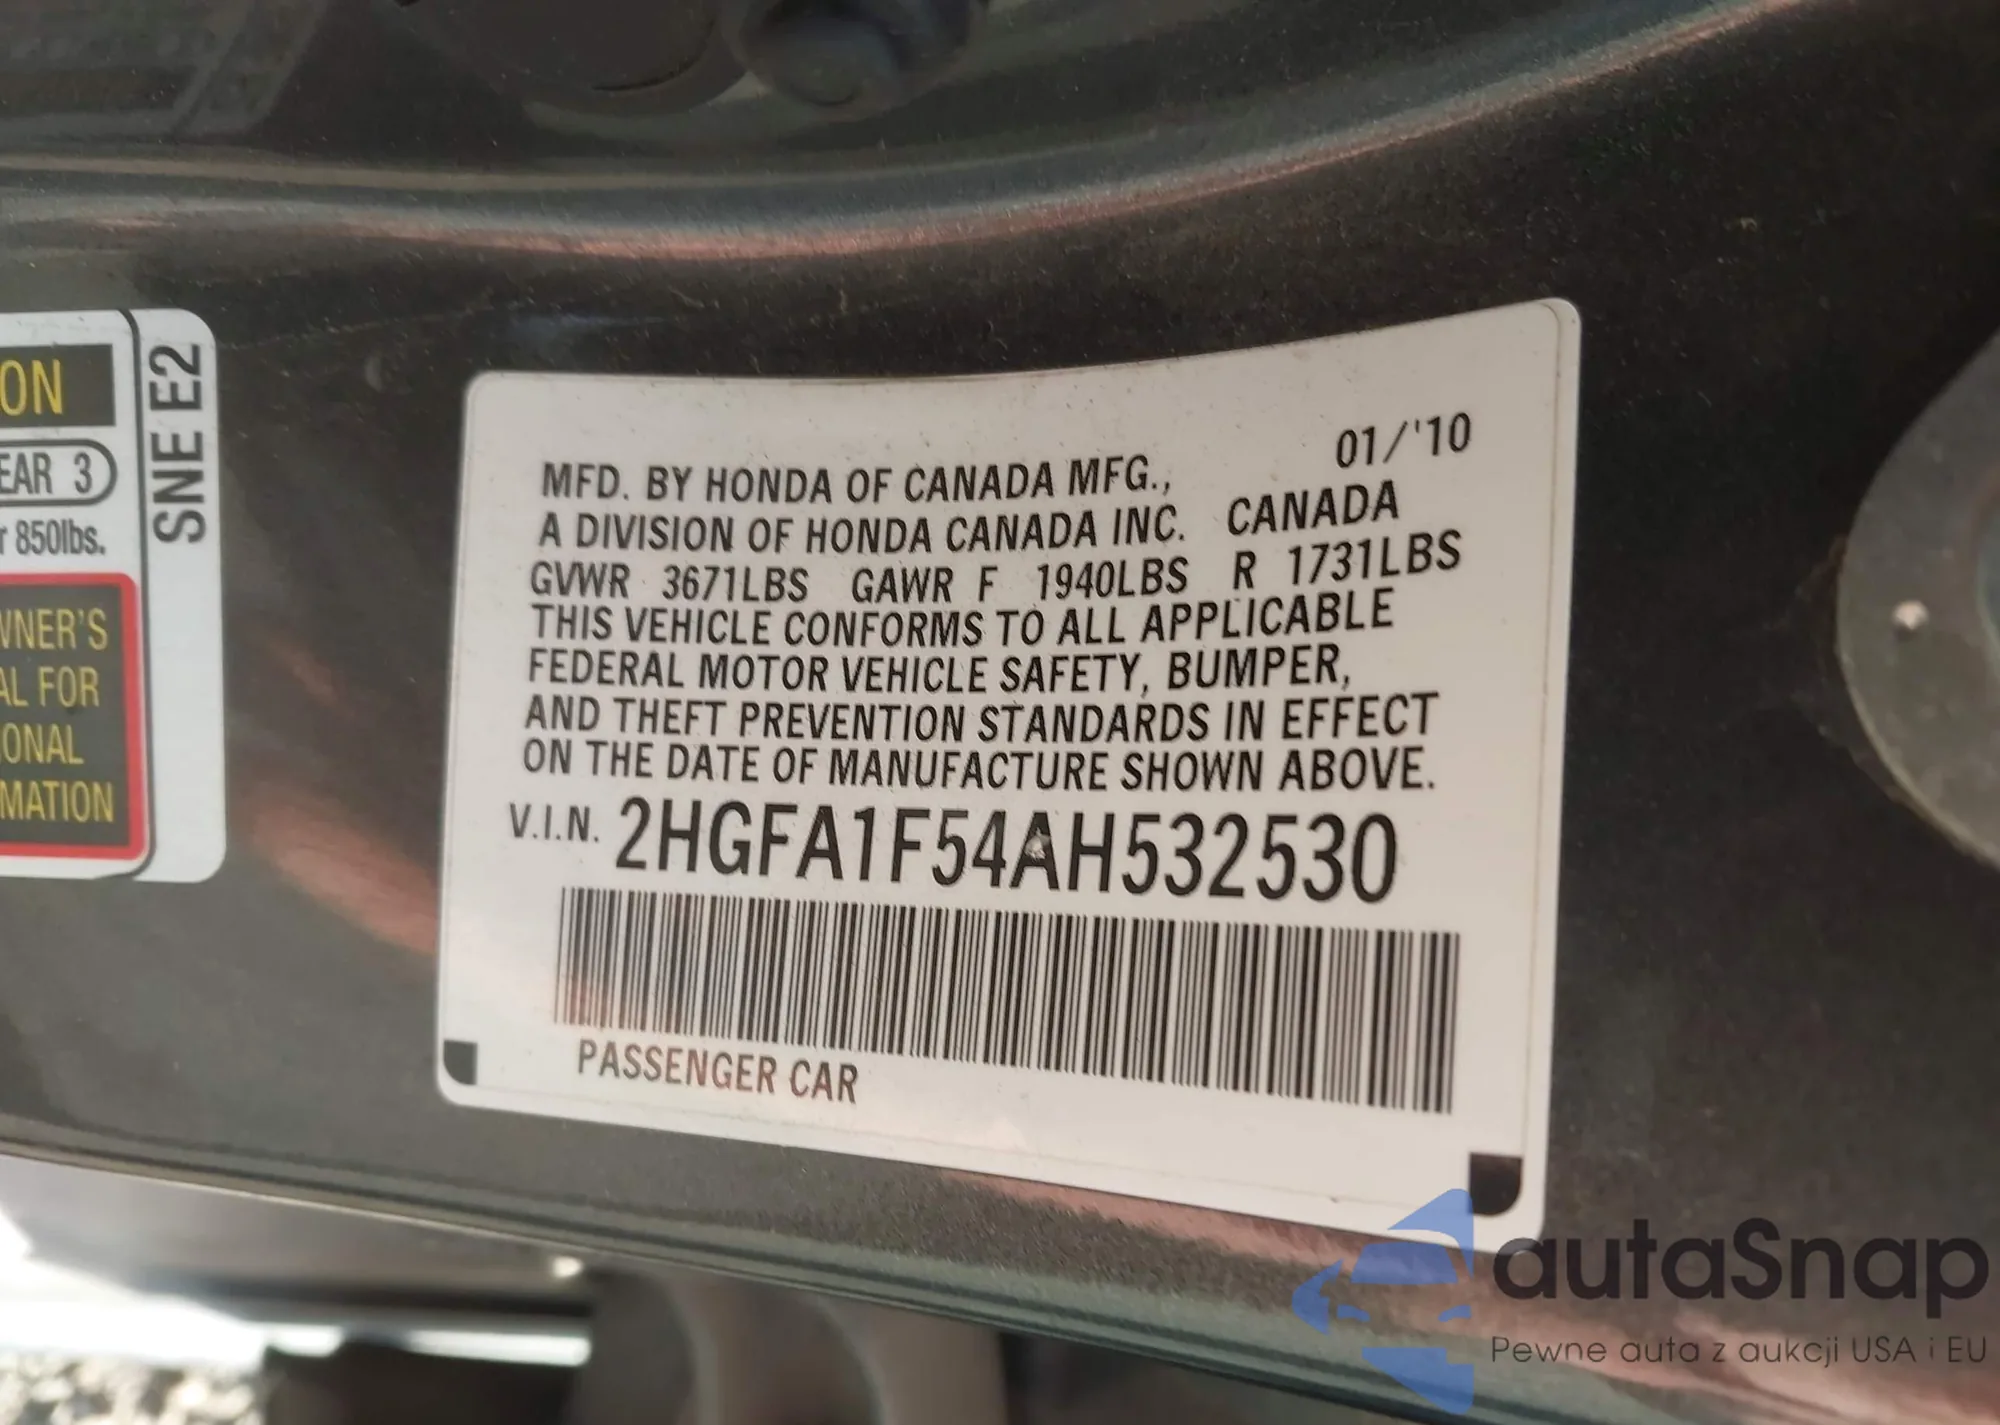 ON
EAR 3
r 850lbs.
WNER'S
AL FOR
ONAL
MATION
SNE E2
01/'10
MFD. BY HONDA OF CANADA MFG.,
A DIVISION OF HONDA CANADA INC. CANADA
GVWR 3671LBS GAWR F 1940LBS R 1731LBS
THIS VEHICLE CONFORMS TO ALL APPLICABLE
FEDERAL MOTOR VEHICLE SAFETY, BUMPER,
AND THEFT PREVENTION STANDARDS IN EFFECT
ON THE DATE OF MANUFACTURE SHOWN ABOVE.
V.I.N. 2HGFA1F54AH532530
PASSENGER CAR
autaSnap
Pewne auta z aukcji USA i EU